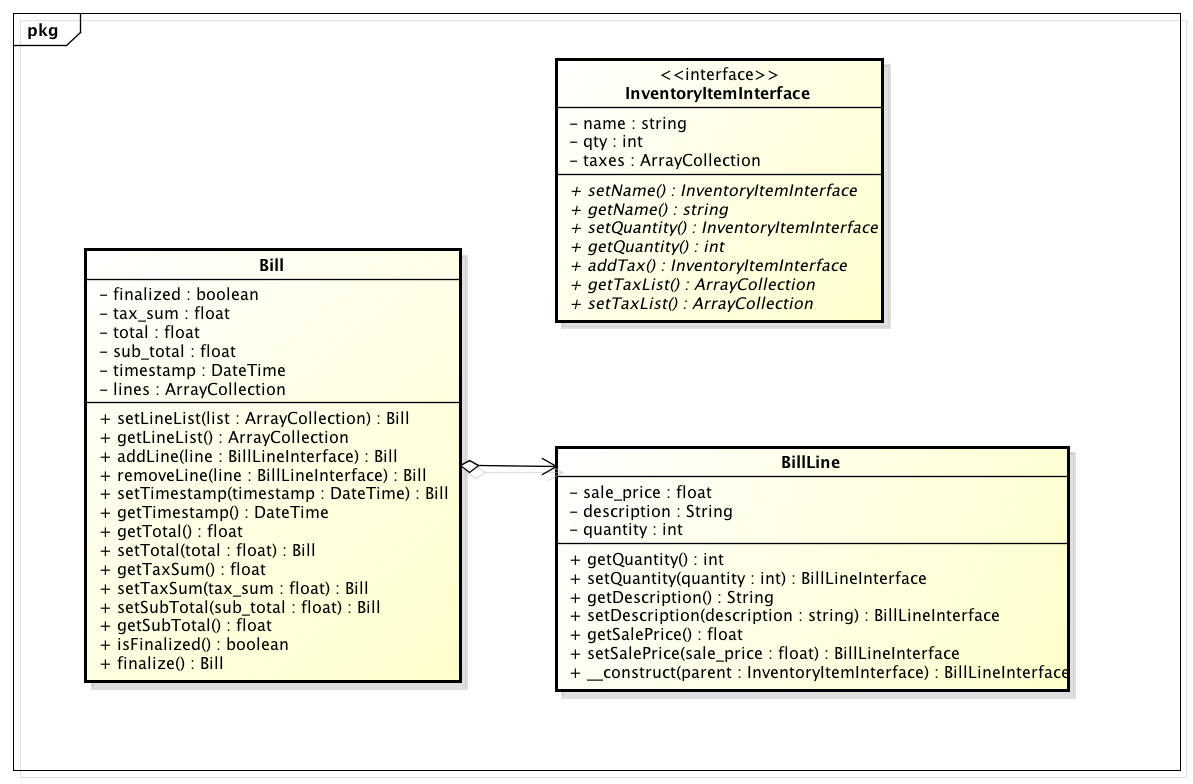 pkg
<<interface>>
InventoryItemInterface
- name : string
- qty : int
- taxes : ArrayCollection
+ setName() : InventoryItemInterface
+ getName() : string
+ setQuantity() : InventoryItemInterface
+ getQuantity() : int
+ addTax() : InventoryItemInterface
+ getTaxList() : ArrayCollection
+ setTaxList() : ArrayCollection
Bill
- finalized : boolean
- tax_sum : float
- total : float
- sub_total : float
- timestamp : DateTime
- lines : ArrayCollection
+ setLineList(list : ArrayCollection) : Bill
+ getLineList() : ArrayCollection
+ addLine(line : BillLineInterface) : Bill
+ removeLine(line : BillLineInterface) : Bill
+ setTimestamp(timestamp : DateTime) : Bill
+ getTimestamp() : DateTime
+ getTotal() : float
+ setTotal(total : float) : Bill
+ getTaxSum() : float
+ setTaxSum(tax_sum : float) : Bill
+ setSubTotal(sub_total : float) : Bill
+ getSubTotal() : float
+ isFinalized() : boolean
+ finalize() : Bill
BillLine
- sale_price : float
- description : String
- quantity : int
+ getQuantity() : int
+ setQuantity(quantity : int) : BillLineInterface
+ getDescription() : String
+ setDescription(description : string) : BillLineInterface
+ getSalePrice() : float
+ setSalePrice(sale_price : float) : BillLineInterface
+ __construct(parent : InventoryItemInterface) : BillLineInterface